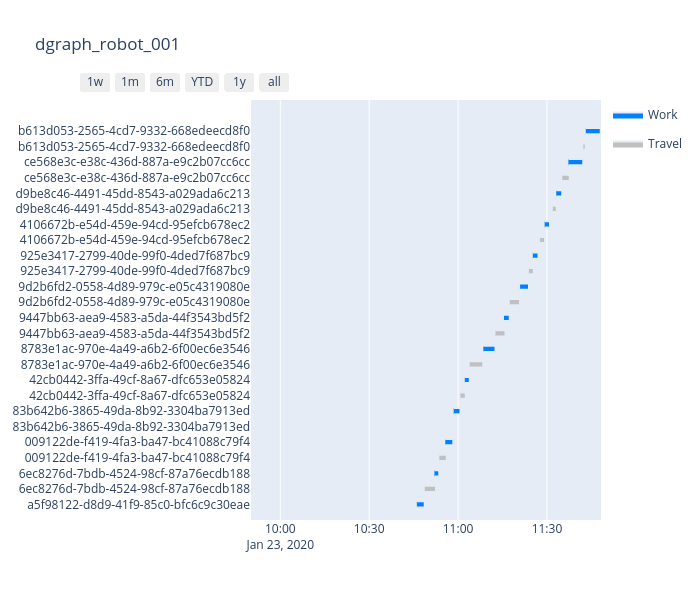 dgraph_robot_001
1w 1m 6m YTD 1y all
Work
Travel
b613d053-2565-4cd7-9332-668edeecd8f0
b613d053-2565-4cd7-9332-668edeecd8f0
ce568e3c-e38c-436d-887a-e9c2b07cc6cc
ce568e3c-e38c-436d-887a-e9c2b07cc6cc
d9be8c46-4491-45dd-8543-a029ada6c213
d9be8c46-4491-45dd-8543-a029ada6c213
4106672b-e54d-459e-94cd-95efcb678ec2
4106672b-e54d-459e-94cd-95efcb678ec2
925e3417-2799-40de-99f0-4ded7f687bc9
925e3417-2799-40de-99f0-4ded7f687bc9
9d2b6fd2-0558-4d89-979c-e05c4319080e
9d2b6fd2-0558-4d89-979c-e05c4319080e
9447bb63-aea9-4583-a5da-44f3543bd5f2
9447bb63-aea9-4583-a5da-44f3543bd5f2
8783e1ac-970e-4a49-a6b2-6f00ec6e3546
8783e1ac-970e-4a49-a6b2-6f00ec6e3546
42cb0442-3ffa-49cf-8a67-dfc653e05824
42cb0442-3ffa-49cf-8a67-dfc653e05824
83b642b6-3865-49da-8b92-3304ba7913ed
83b642b6-3865-49da-8b92-3304ba7913ed
009122de-f419-4fa3-ba47-bc41088c79f4
009122de-f419-4fa3-ba47-bc41088c79f4
6ec8276d-7bdb-4524-98cf-87a76ecdb188
6ec8276d-7bdb-4524-98cf-87a76ecdb188
a5f98122-d8d9-41f9-85c0-bfc6c9c30eae
10:00 10:30 11:00 11:30
Jan 23, 2020